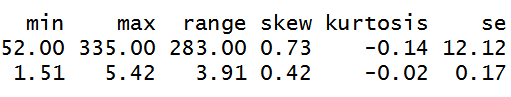 min max range skew kurtosis se
52.00 335.00 283.00 0.73 -0.14 12.12
1.51 5.42 3.91 0.42 -0.02 0.17